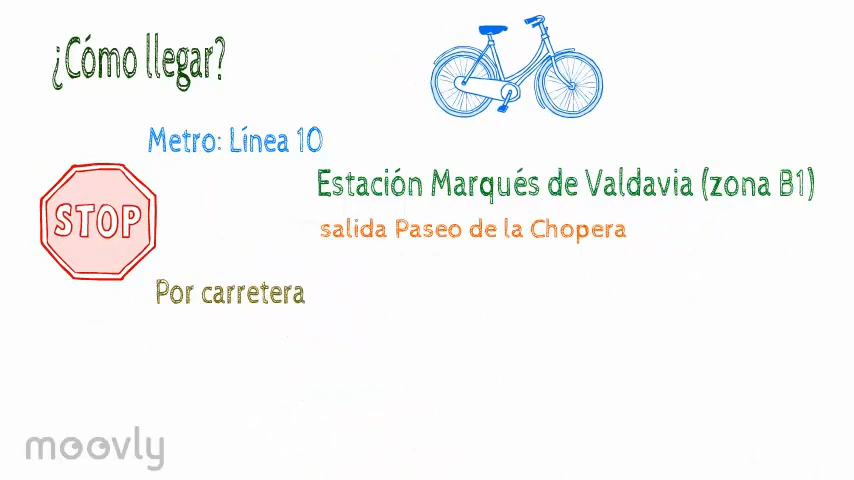 ¿Cómo llegar?
Metro: Línea 10
Estación Marqués de Valdavia (zona B1)
STOP
salida Paseo de la Chopera
Por carretera
moovly